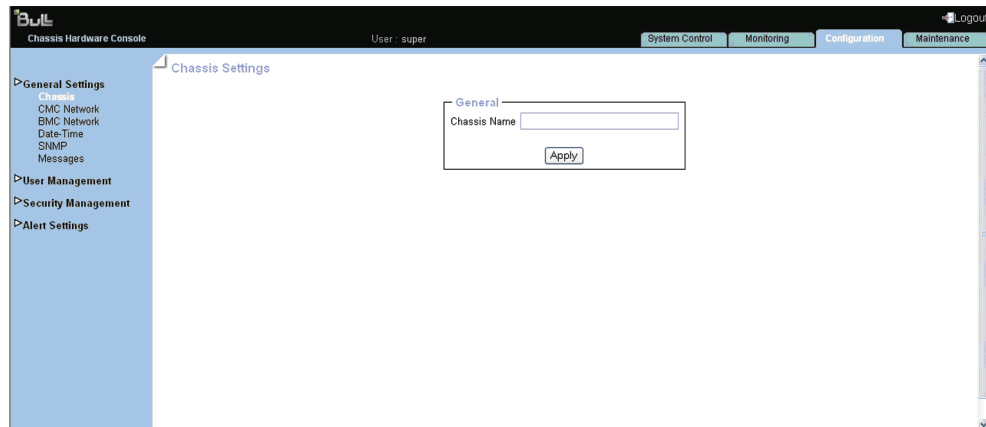 Bull
Logout
Chassis Hardware Console
User : super
System Control
Monitoring
Configuration
Maintenance
General Settings
Chassis
CMC Network
BMC Network
Date-Time
SNMP
Messages
User Management
Security Management
Alert Settings
Chassis Settings
General
Chassis Name
Apply